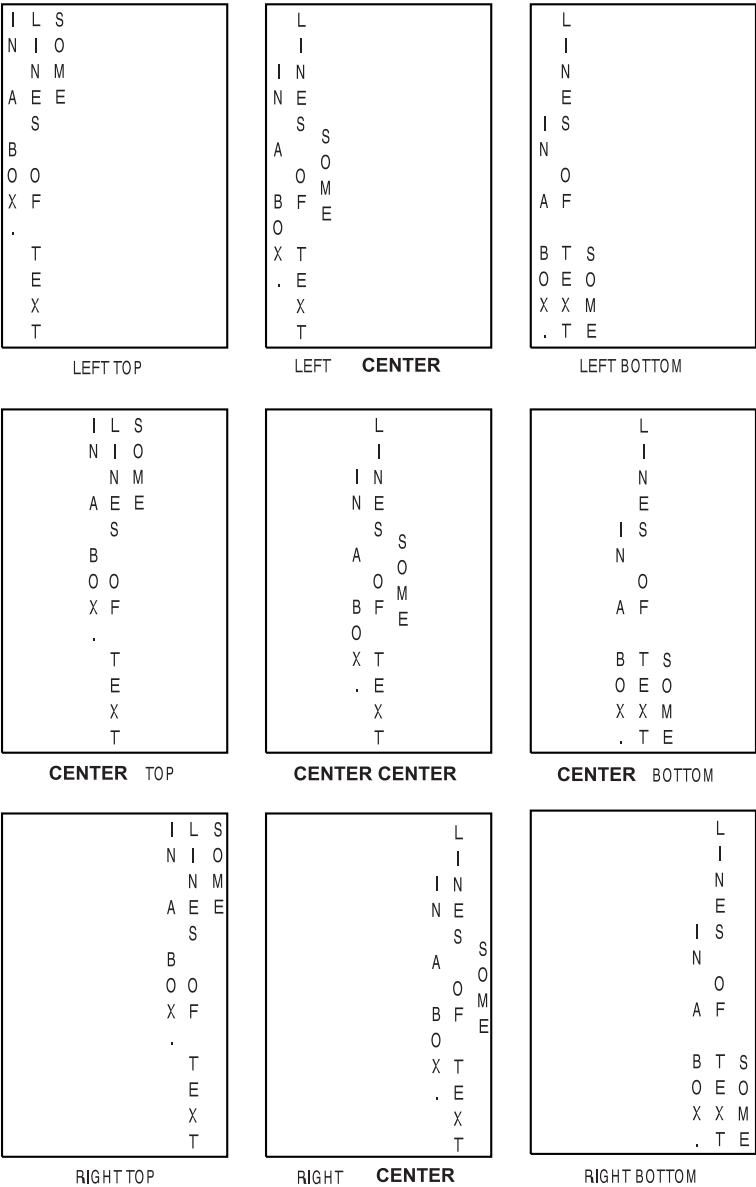 SOME
LINES OF TEXT
IN A BOX.
LEFT TOP
SOME
LINES OF TEXT
IN A BOX.
LEFT CENTER
SOME
LINES OF TEXT
IN A BOX.
LEFT BOTTOM
SOME
LINES OF TEXT
IN A BOX.
CENTER TOP
SOME
LINES OF TEXT
IN A BOX.
CENTER CENTER
SOME
LINES OF TEXT
IN A BOX.
CENTER BOTTOM
SOME
LINES OF TEXT
IN A BOX.
RIGHT TOP
SOME
LINES OF TEXT
IN A BOX.
RIGHT CENTER
SOME
LINES OF TEXT
IN A BOX.
RIGHT BOTTOM